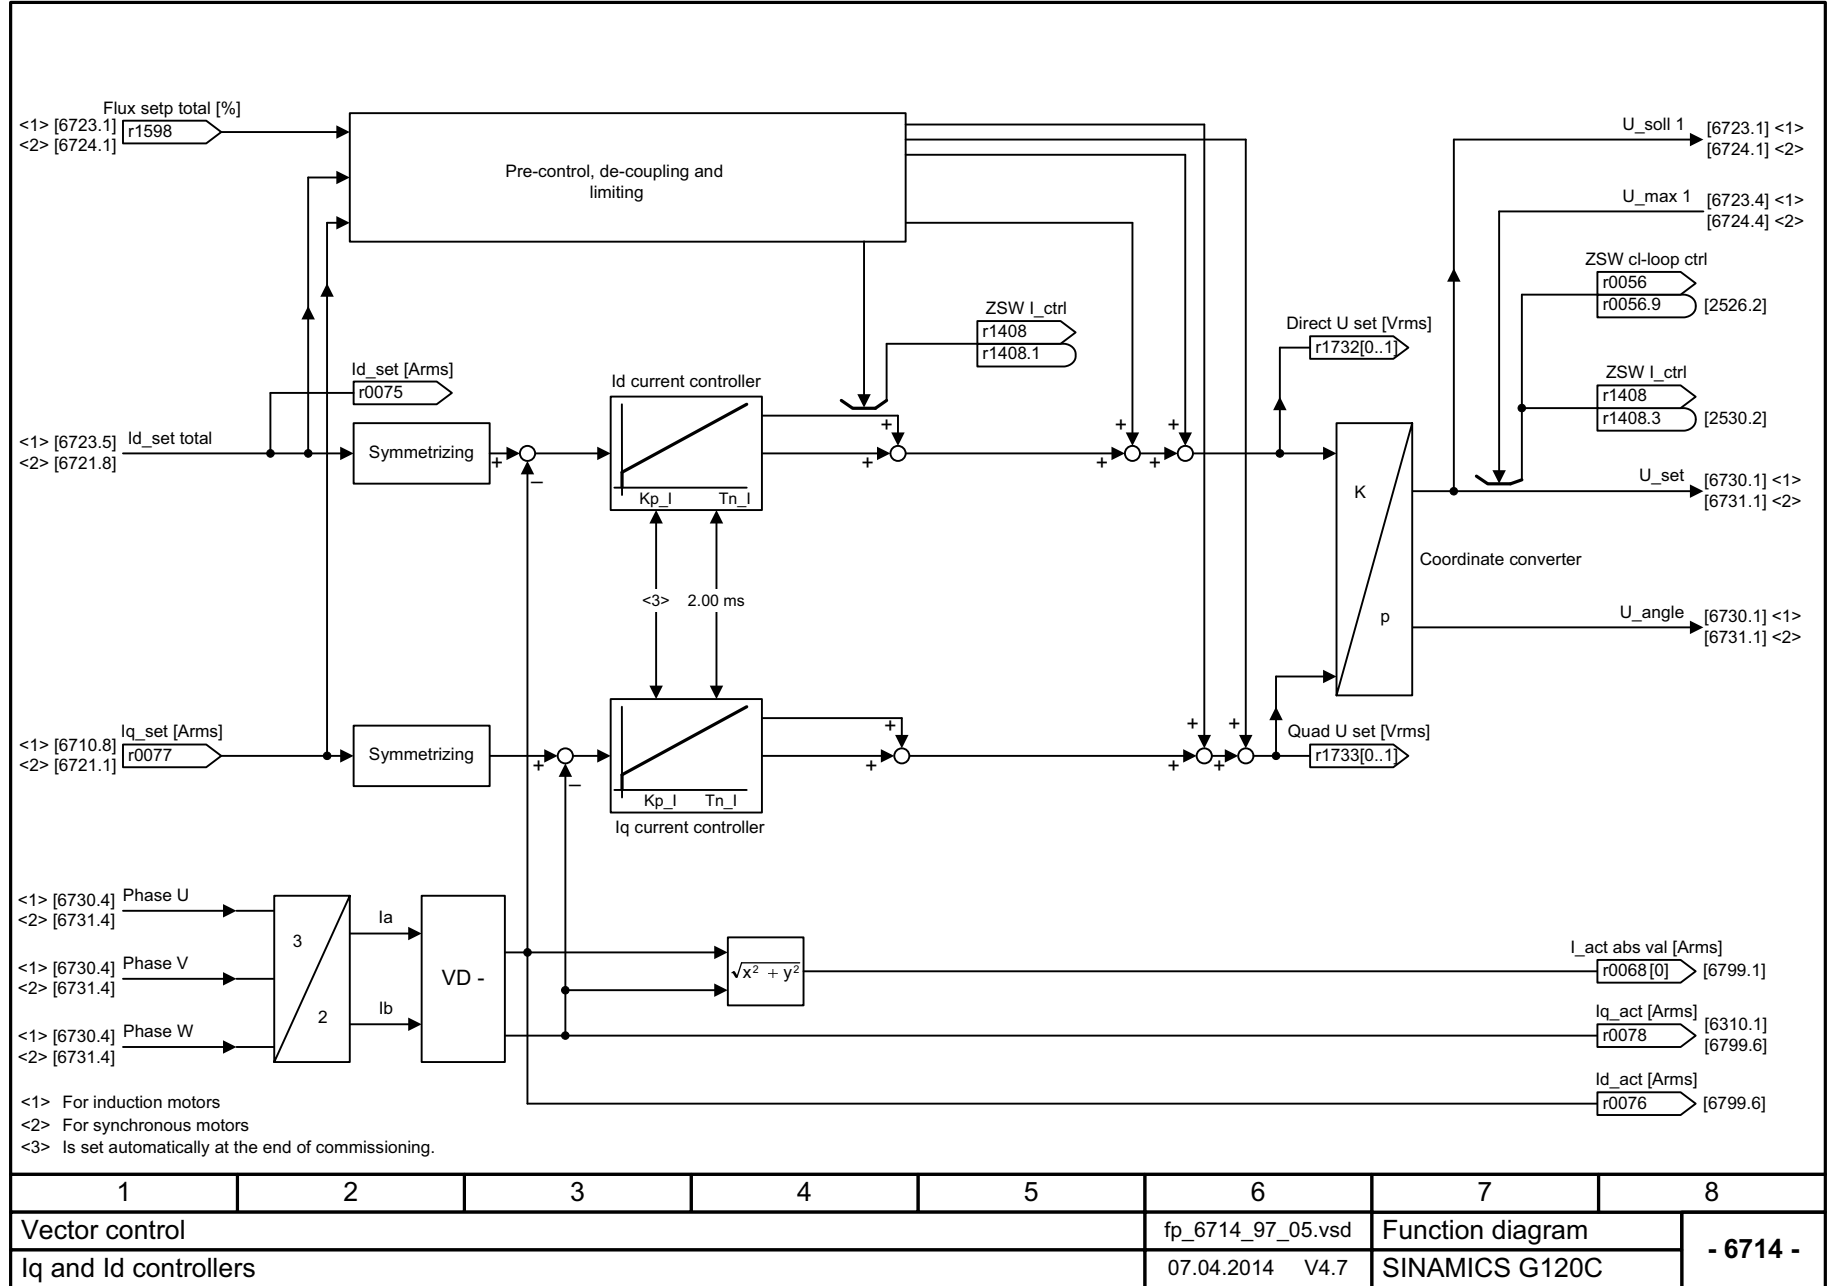 Flux setp total [%]
<1> [6723.1]
<2> [6724.1]
r1598
Pre-control, de-coupling and
limiting
U_soll 1
[6723.1] <1>
[6724.1] <2>
U_max 1
[6723.4] <1>
[6724.4] <2>
ZSW cl-loop ctrl
r0056
r0056.9
[2526.2]
ZSW I_ctrl
r1408
r1408.1
Direct U set [Vrms]
r1732[0..1]
ZSW I_ctrl
r1408
r1408.3
[2530.2]
Id_set [Arms]
r0075
Id current controller
<1> [6723.5]
<2> [6721.8]
Id_set total
Symmetrizing
+
–
Kp_I
Tn_I
+
+
+
+
+
+
K
p
U_set
[6730.1] <1>
[6731.1] <2>
Coordinate converter
<3>
2.00 ms
U_angle
[6730.1] <1>
[6731.1] <2>
Iq_set [Arms]
<1> [6710.8]
<2> [6721.1]
r0077
Symmetrizing
+
–
Kp_I
Tn_I
Iq current controller
+
+
+
+
+
+
Quad U set [Vrms]
r1733[0..1]
<1> [6730.4]
<2> [6731.4]
Phase U
<1> [6730.4]
<2> [6731.4]
Phase V
<1> [6730.4]
<2> [6731.4]
Phase W
3
2
Ia
Ib
VD -
√x² + y²
I_act abs val [Arms]
r0068[0]
[6799.1]
Iq_act [Arms]
r0078
[6310.1]
[6799.6]
Id_act [Arms]
r0076
[6799.6]
<1> For induction motors
<2> For synchronous motors
<3> Is set automatically at the end of commissioning.
1 2 3 4 5 6 7 8
Vector control
fp_6714_97_05.vsd
Function diagram
- 6714 -
Iq and Id controllers
07.04.2014 V4.7
SINAMICS G120C